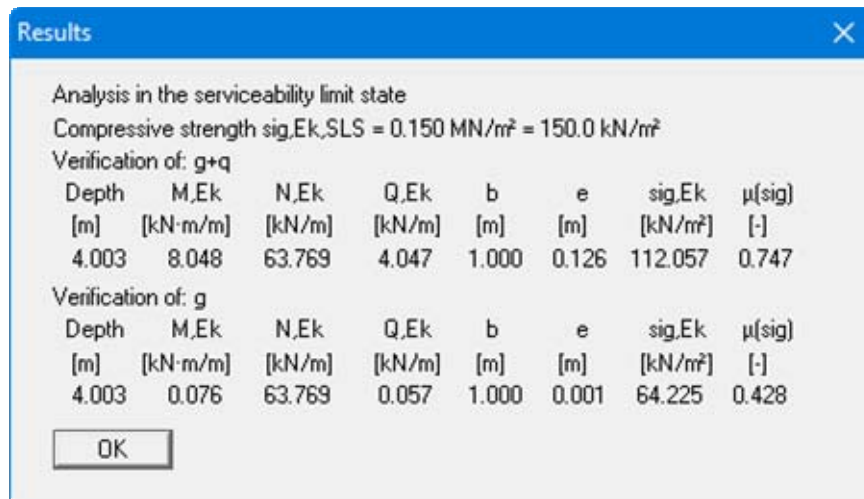 Results
Analysis in the serviceability limit state
Compressive strength sig,Ek,SLS = 0.150 MN/m² = 150.0 kN/m²
Verification of: g+q
Depth M,Ek N,Ek Q,Ek b e sig,Ek µ(sig)
[m] [kN·m/m] [kN/m] [kN/m] [m] [m] [kN/m²] [-]
4.003 8.048 63.769 4.047 1.000 0.126 112.057 0.747
Verification of: g
Depth M,Ek N,Ek Q,Ek b e sig,Ek µ(sig)
[m] [kN·m/m] [kN/m] [kN/m] [m] [m] [kN/m²] [-]
4.003 0.076 63.769 0.057 1.000 0.001 64.225 0.428
OK